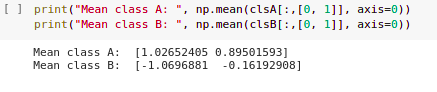 [ ] print("Mean class A: ", np.mean(clsA[:,[0, 1]], axis=0))
print("Mean class B: ", np.mean(clsB[:,[0, 1]], axis=0))
Mean class A:  [1.02652405 0.89501593]
Mean class B:  [-1.0696881  -0.16192908]